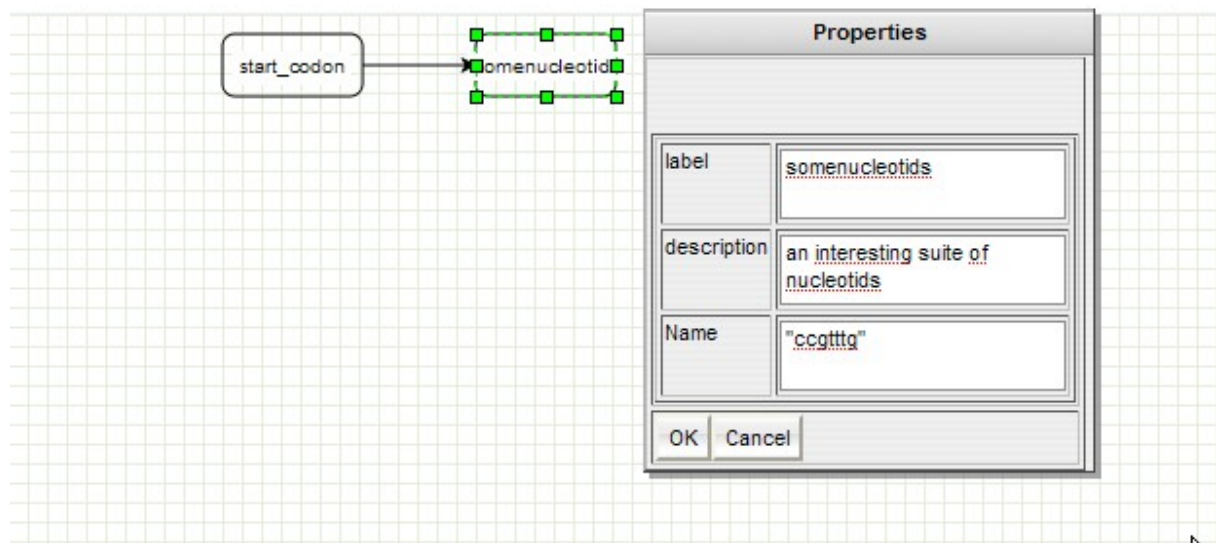 start_codon
omenucleotid
Properties
label
somenucleotids
description
an interesting suite of
nucleotids
Name
"ccgtttg"
OK Cancel